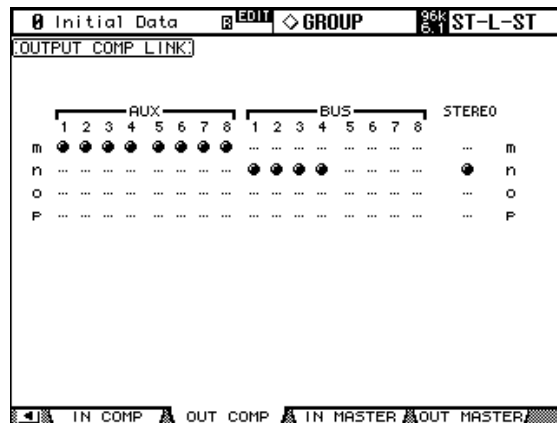 0 Initial Data R EDIT ◇ GROUP 96k 6.1 ST-L-ST
OUTPUT COMP LINK
AUX BUS STEREO
1 2 3 4 5 6 7 8 1 2 3 4 5 6 7 8
m m
n n
o o
p p
IN COMP OUT COMP IN MASTER OUT MASTER